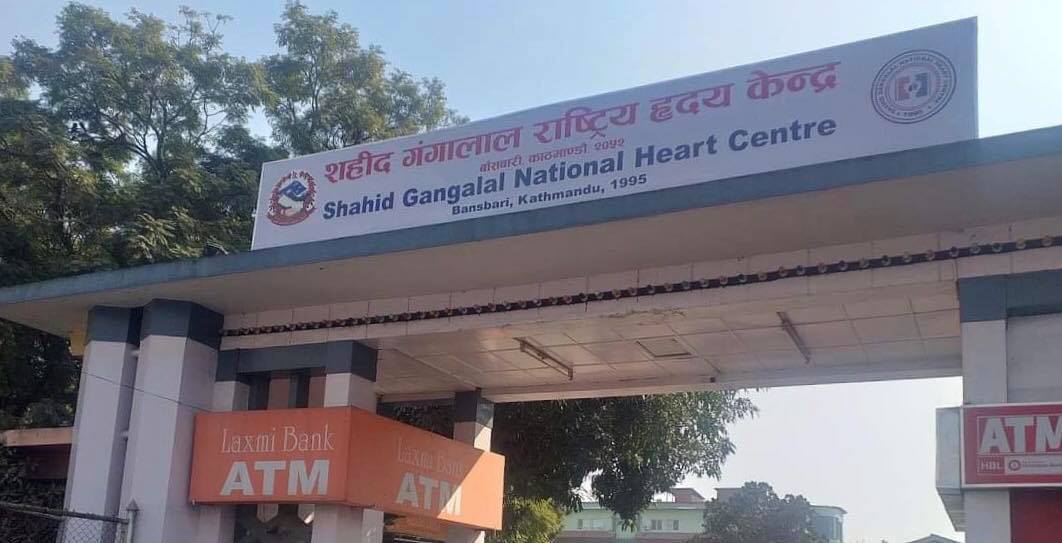 शहीद गंगालाल राष्ट्रिय हृदय केन्द्र
बाँसबारी, काठमाण्डौ, २०५२
Shahid Gangalal National Heart Centre
Bansbari, Kathmandu, 1995
Laxmi Bank
ATM
Laxmi Bank
ATM
ATM
HBL